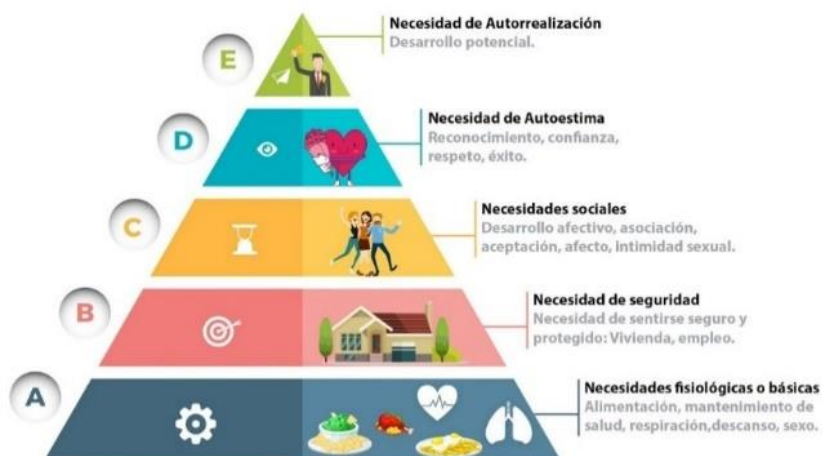 E
Necesidad de Autorrealización
Desarrollo potencial.
D
Necesidad de Autoestima
Reconocimiento, confianza,
respeto, éxito.
C
Necesidades sociales
Desarrollo afectivo, asociación,
aceptación, afecto, intimidad sexual.
B
Necesidad de seguridad
Necesidad de sentirse seguro y
protegido: Vivienda, empleo.
A
Necesidades fisiológicas o básicas
Alimentación, mantenimiento de
salud, respiración,descanso, sexo.